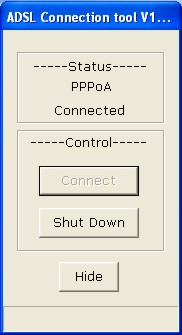 ADSL Connection tool V1...
-----Status-----
PPPoA
Connected
-----Control-----
Connect
Shut Down
Hide